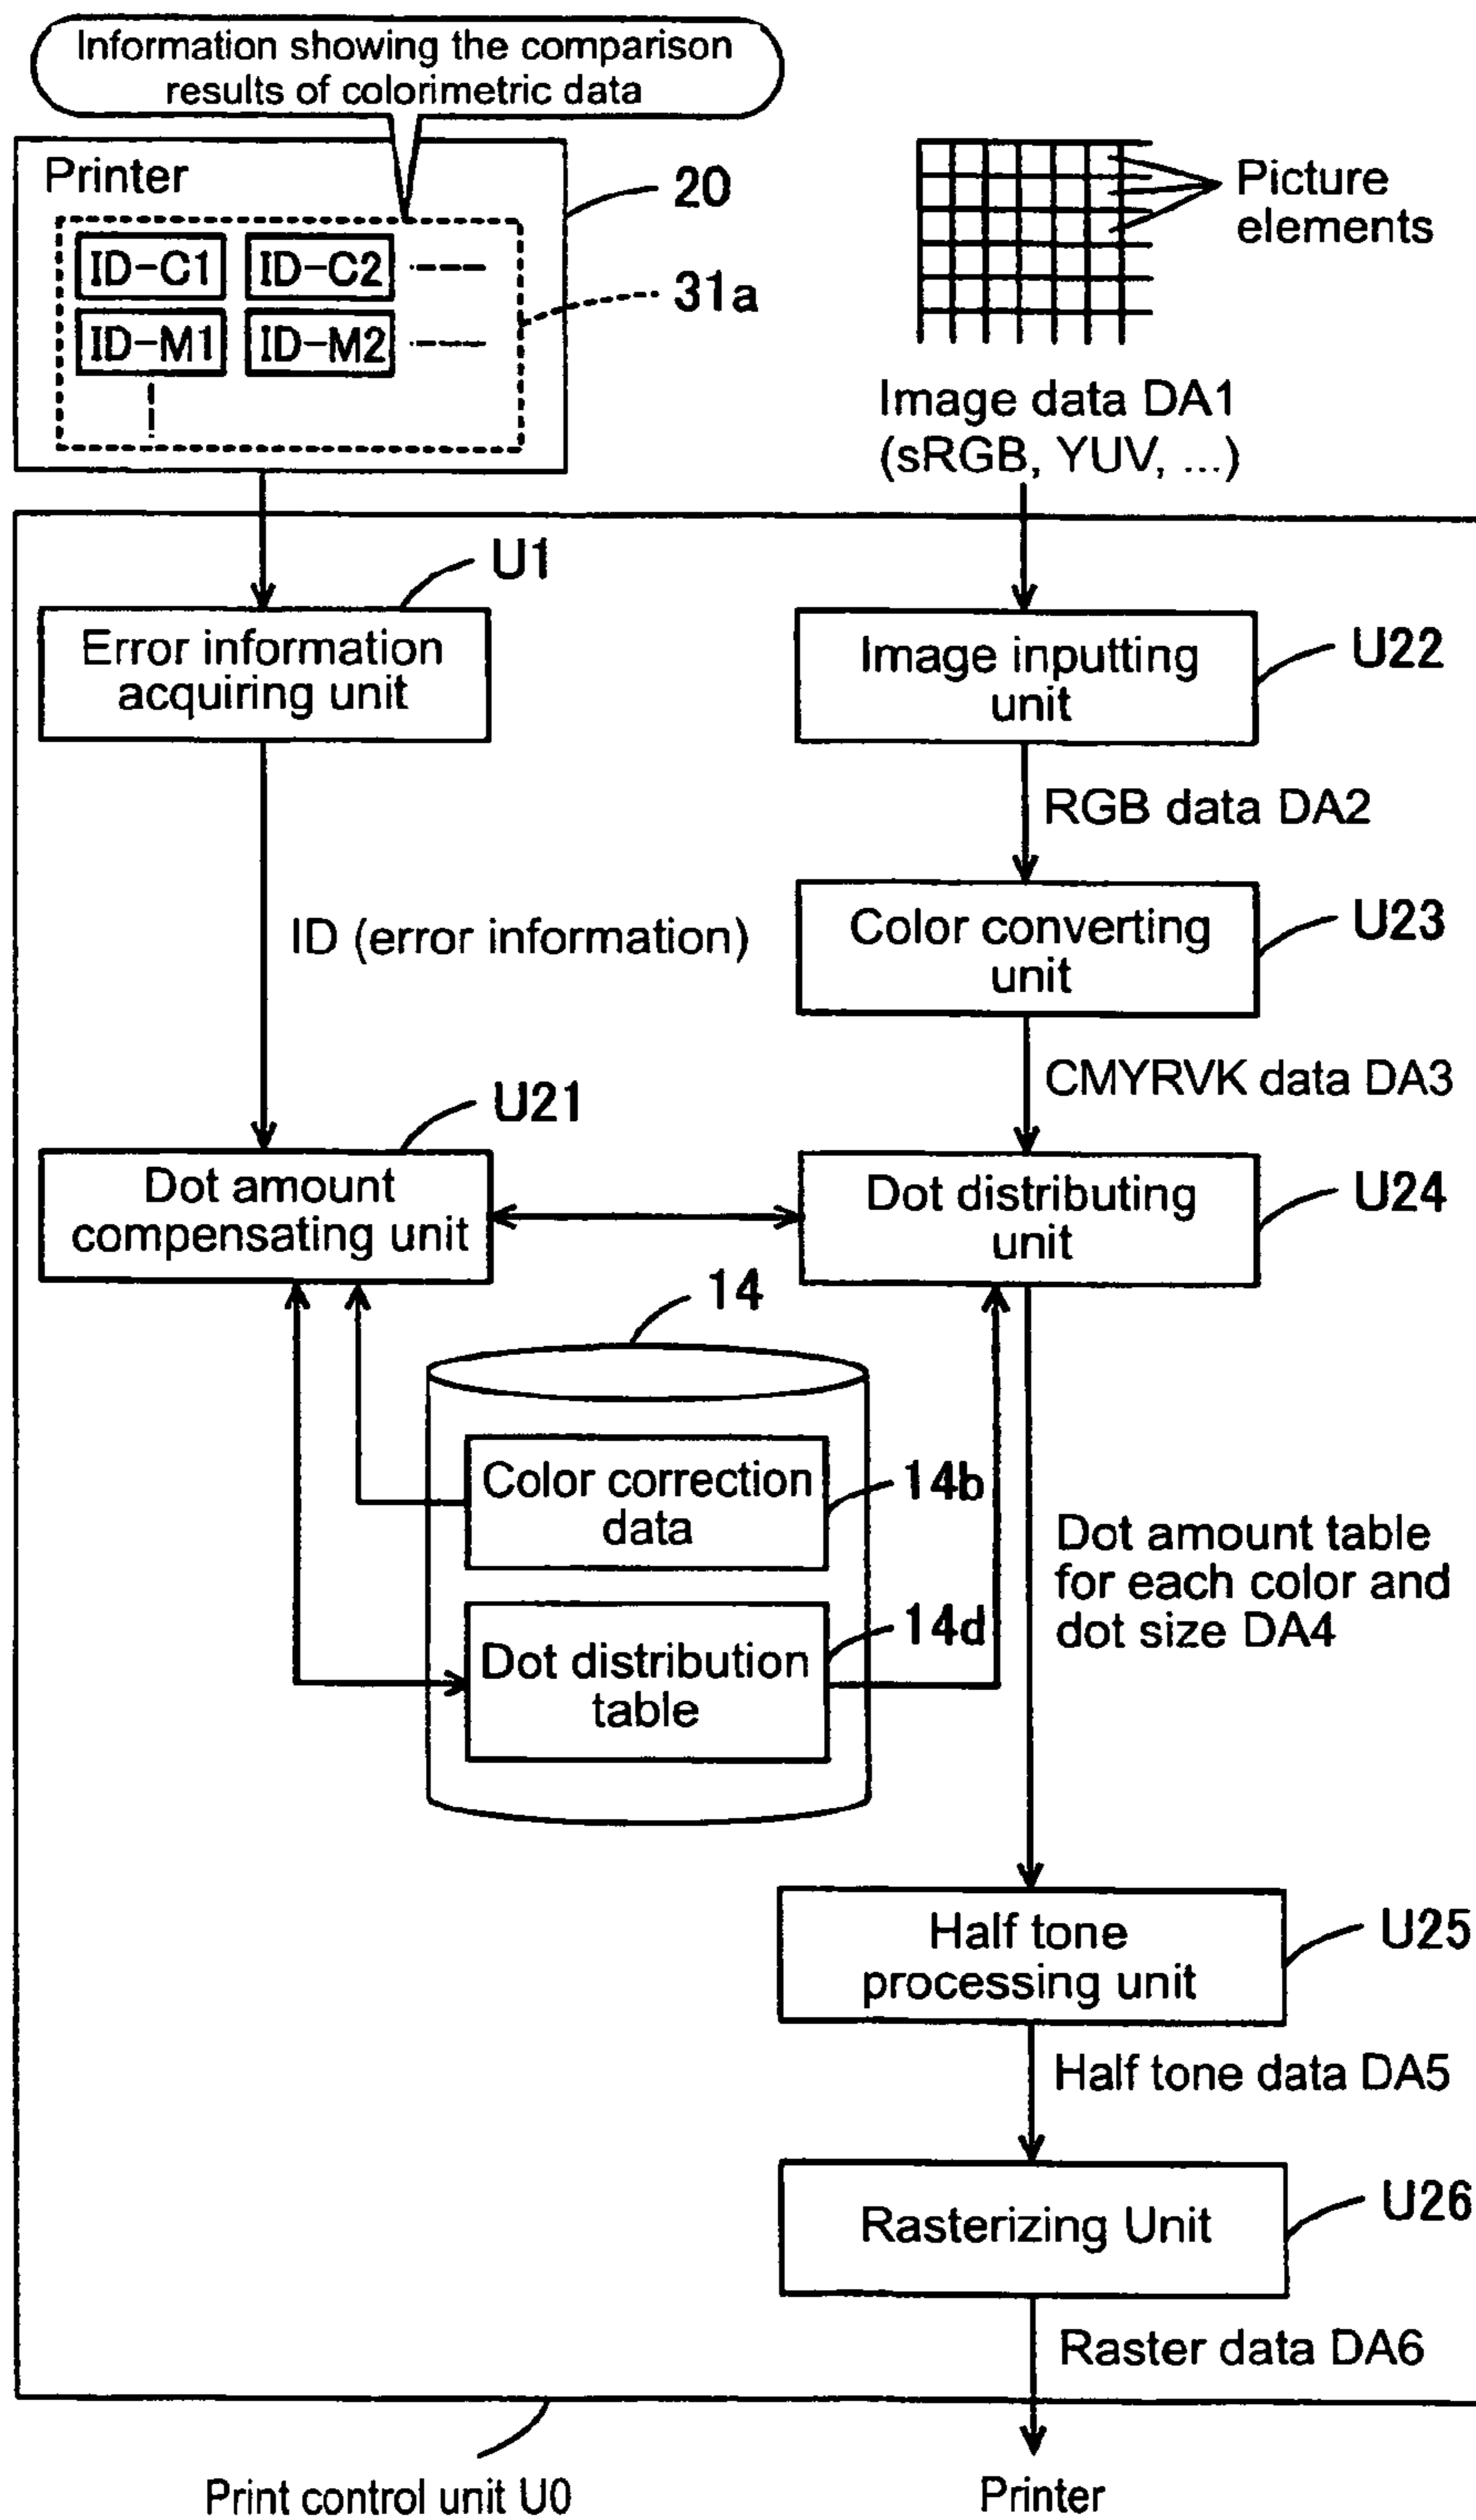 Information showing the comparison
results of colorimetric data
Printer
20
ID-C1 ID-C2
31a
ID-M1 ID-M2
Picture
elements
Image data DA1
(sRGB, YUV, ...)
U1
Error information
acquiring unit
Image inputting
unit
U22
RGB data DA2
ID (error information)
Color converting
unit
U23
CMYRVK data DA3
U21
Dot amount
compensating unit
Dot distributing
unit
U24
14
Color correction
data
14b
Dot distribution
table
14d
Dot amount table
for each color and
dot size DA4
Half tone
processing unit
U25
Half tone data DA5
Rasterizing Unit
U26
Raster data DA6
Print control unit U0
Printer